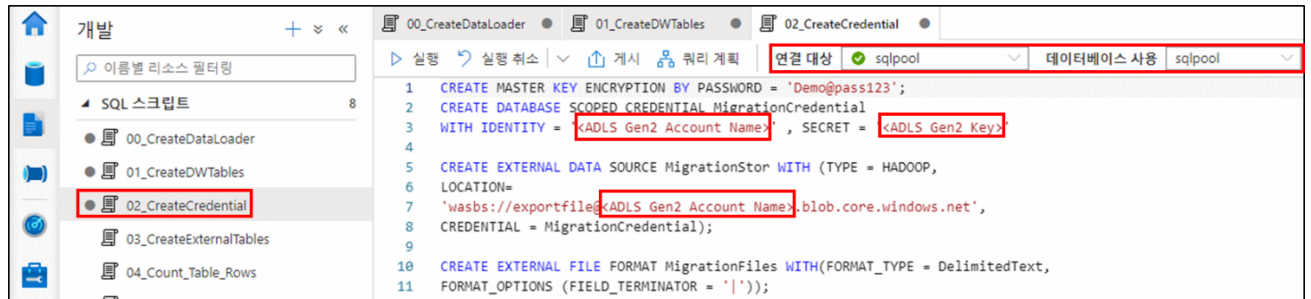 개발
이름별 리소스 필터링
SQL 스크립트 8
00_CreateDataLoader
01_CreateDWTables
02_CreateCredential
03_CreateExternalTables
04_Count_Table_Rows
00_CreateDataLoader 01_CreateDWTables 02_CreateCredential
실행 실행 취소 게시 쿼리 계획 연결 대상 sqlpool 데이터베이스 사용 sqlpool
1 CREATE MASTER KEY ENCRYPTION BY PASSWORD = 'Demo@pass123';
2 CREATE DATABASE SCOPED CREDENTIAL MigrationCredential
3 WITH IDENTITY = '<ADLS Gen2 Account Name>' , SECRET = '<ADLS Gen2 Key>'
4
5 CREATE EXTERNAL DATA SOURCE MigrationStor WITH (TYPE = HADOOP,
6 LOCATION=
7 'wasbs://exportfile@<ADLS Gen2 Account Name>.blob.core.windows.net',
8 CREDENTIAL = MigrationCredential);
9
10 CREATE EXTERNAL FILE FORMAT MigrationFiles WITH(FORMAT_TYPE = DelimitedText,
11 FORMAT_OPTIONS (FIELD_TERMINATOR = '|'));